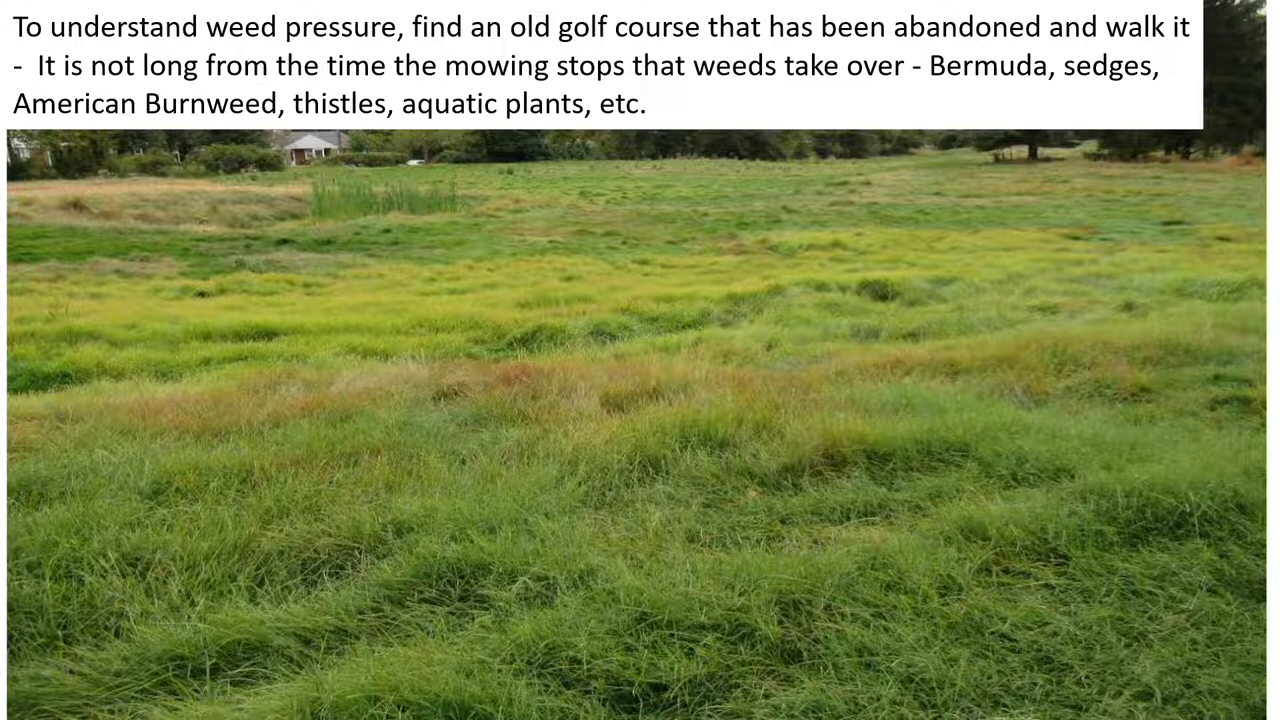 To understand weed pressure, find an old golf course that has been abandoned and walk it
- It is not long from the time the mowing stops that weeds take over - Bermuda, sedges,
American Burnweed, thistles, aquatic plants, etc.